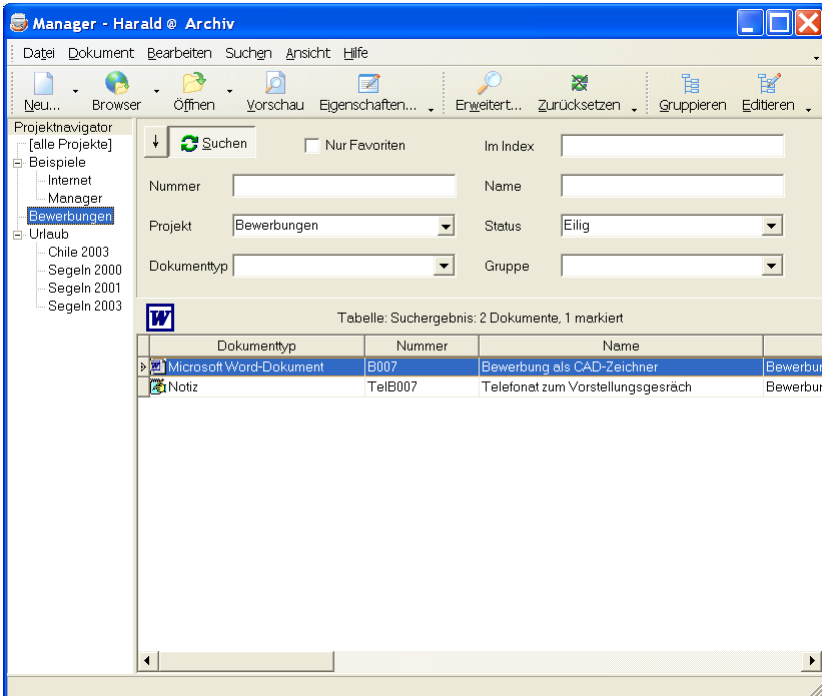 Manager - Harald @ Archiv
Datei Dokument Bearbeiten Suchen Ansicht Hilfe
Neu... Browser Öffnen Vorschau Eigenschaften... Erweitert... Zurücksetzen Gruppieren Editieren
Projektnavigator
[alle Projekte]
Beispiele
Internet
Manager
Bewerbungen
Urlaub
Chile 2003
Segeln 2000
Segeln 2001
Segeln 2003
Suchen Nur Favoriten Im Index
Nummer Name
Projekt Bewerbungen Status Eilig
Dokumenttyp Gruppe
W Tabelle: Suchergebnis: 2 Dokumente, 1 markiert
Dokumenttyp Nummer Name
Microsoft Word-Dokument B007 Bewerbung als CAD-Zeichner Bewerbun
Notiz TelB007 Telefonat zum Vorstellungsgesräch Bewerbun